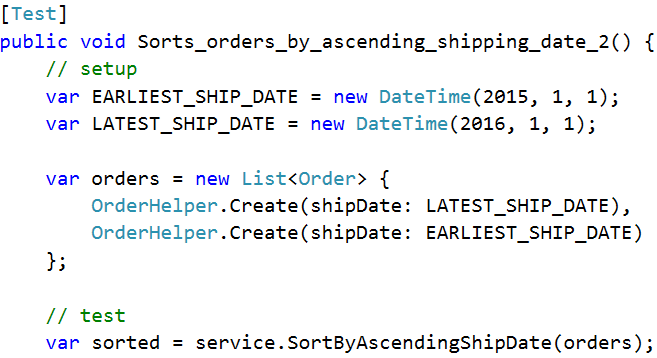 [Test]
public void Sorts_orders_by_ascending_shipping_date_2() {
    // setup
    var EARLIEST_SHIP_DATE = new DateTime(2015, 1, 1);
    var LATEST_SHIP_DATE = new DateTime(2016, 1, 1);

    var orders = new List<Order> {
        OrderHelper.Create(shipDate: LATEST_SHIP_DATE),
        OrderHelper.Create(shipDate: EARLIEST_SHIP_DATE)
    };

    // test
    var sorted = service.SortByAscendingShipDate(orders);